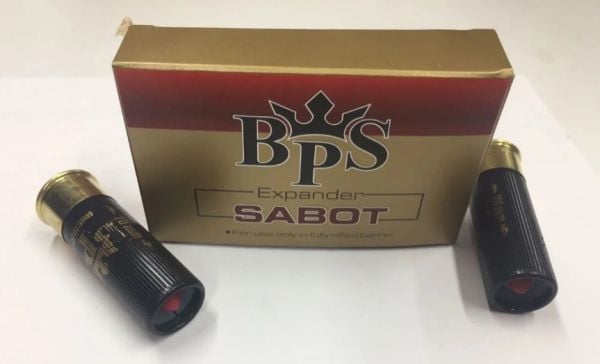 BPS
Expander
SABOT
•For use only in fully rifled barrel.